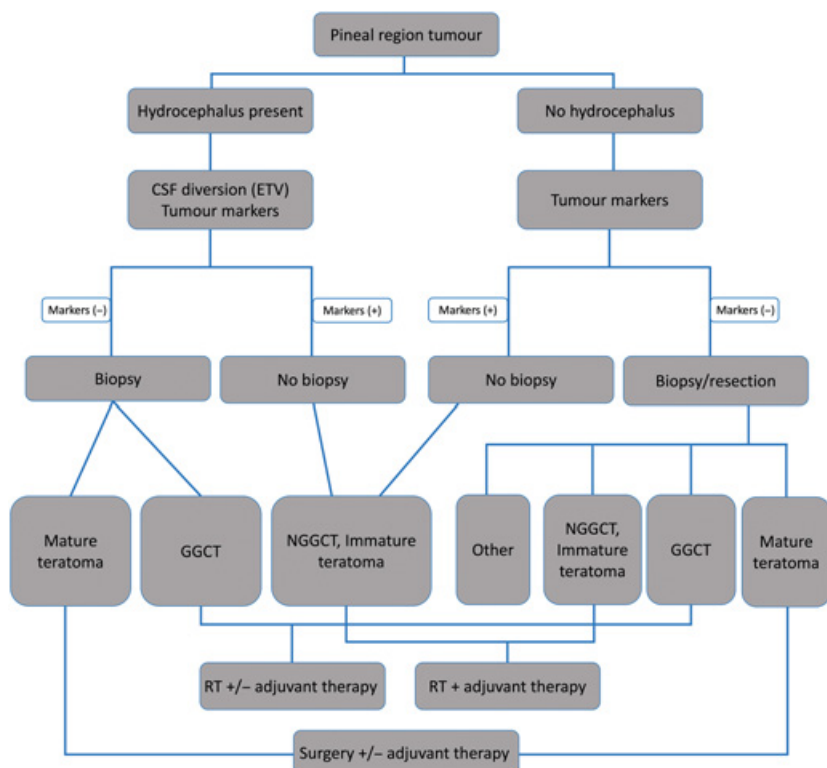 Pineal region tumour
Hydrocephalus present
No hydrocephalus
CSF diversion (ETV)
Tumour markers
Tumour markers
Markers (−)
Markers (+)
Markers (+)
Markers (−)
Biopsy
No biopsy
No biopsy
Biopsy/resection
Mature
teratoma
GGCT
NGGCT, Immature
teratoma
Other
NGGCT,
Immature
teratoma
GGCT
Mature
teratoma
RT +/− adjuvant therapy
RT + adjuvant therapy
Surgery +/− adjuvant therapy